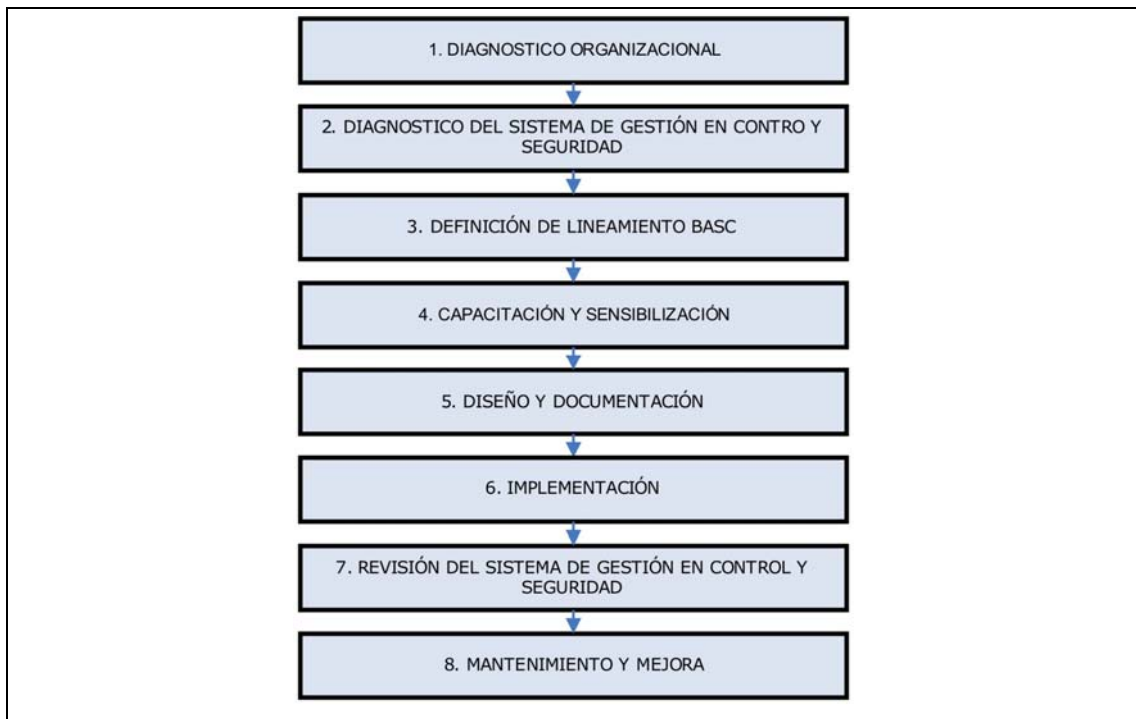 1. DIAGNOSTICO ORGANIZACIONAL
2. DIAGNOSTICO DEL SISTEMA DE GESTIÓN EN CONTRO Y
SEGURIDAD
3. DEFINICIÓN DE LINEAMIENTO BASC
4. CAPACITACIÓN Y SENSIBILIZACIÓN
5. DISEÑO Y DOCUMENTACIÓN
6. IMPLEMENTACIÓN
7. REVISIÓN DEL SISTEMA DE GESTIÓN EN CONTROL Y
SEGURIDAD
8. MANTENIMIENTO Y MEJORA